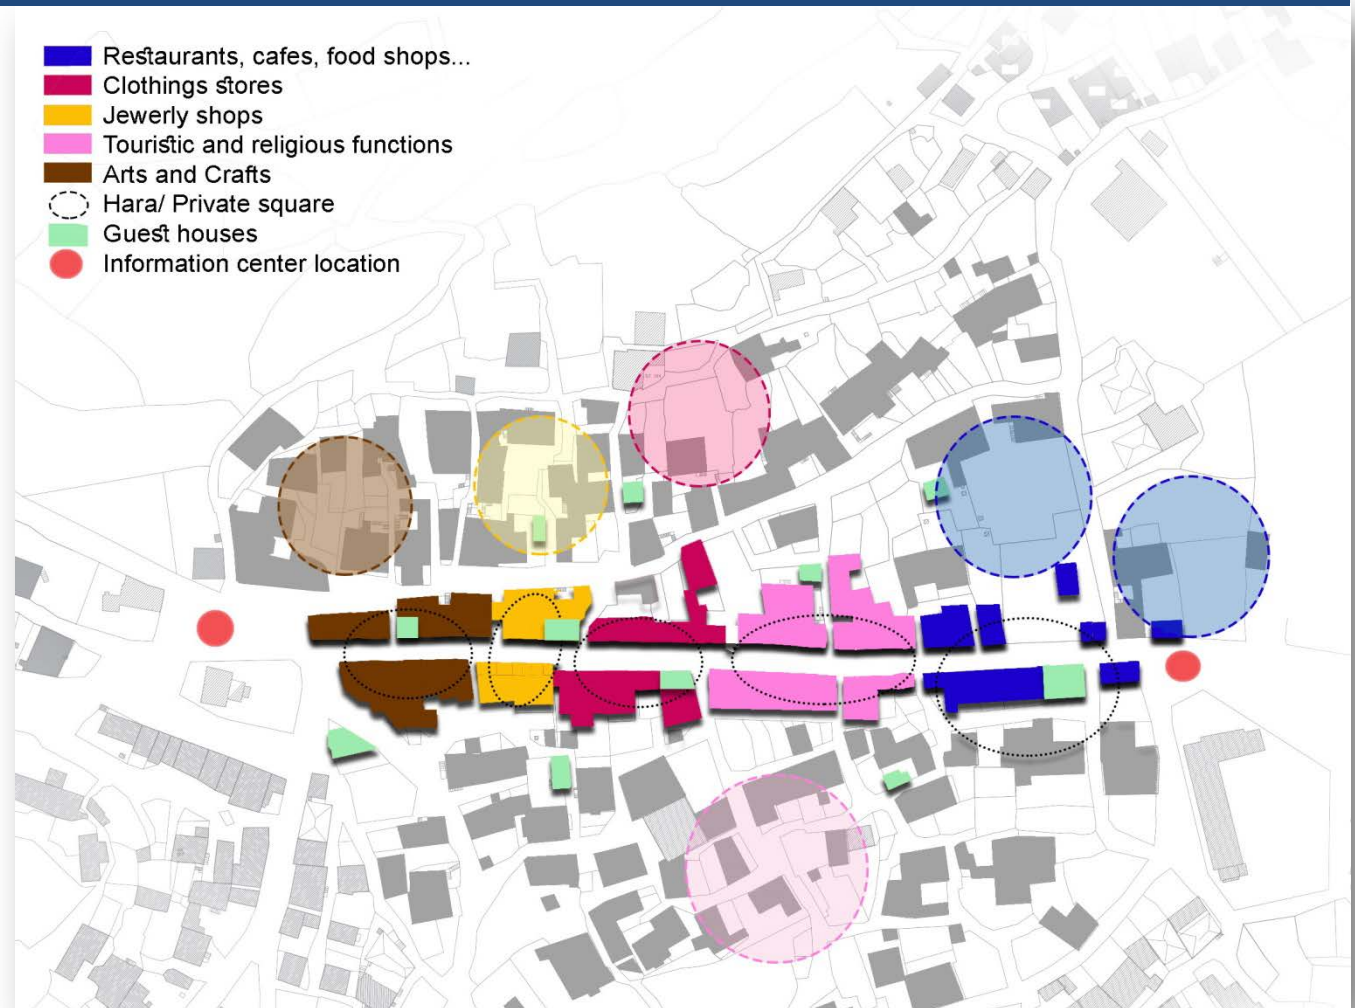 Restaurants, cafes, food shops...
Clothings stores
Jewerly shops
Touristic and religious functions
Arts and Crafts
Hara/ Private square
Guest houses
Information center location